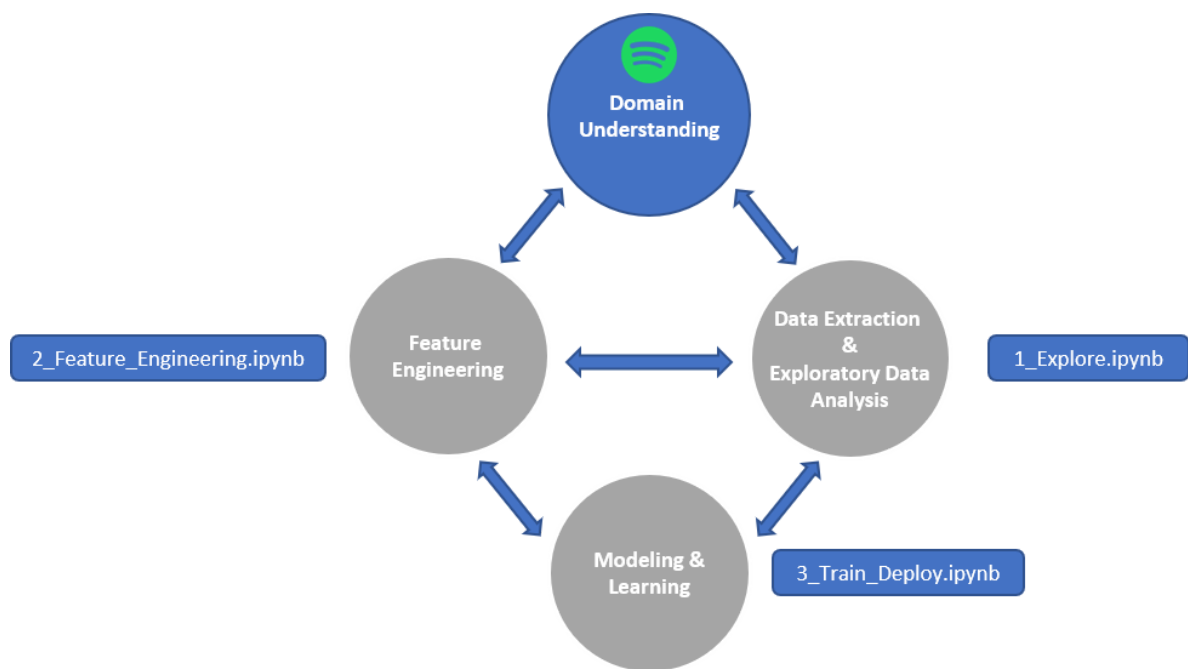 Domain
Understanding
Feature
Engineering
Data Extraction
&
Exploratory Data
Analysis
2_Feature_Engineering.ipynb
1_Explore.ipynb
Modeling &
Learning
3_Train_Deploy.ipynb